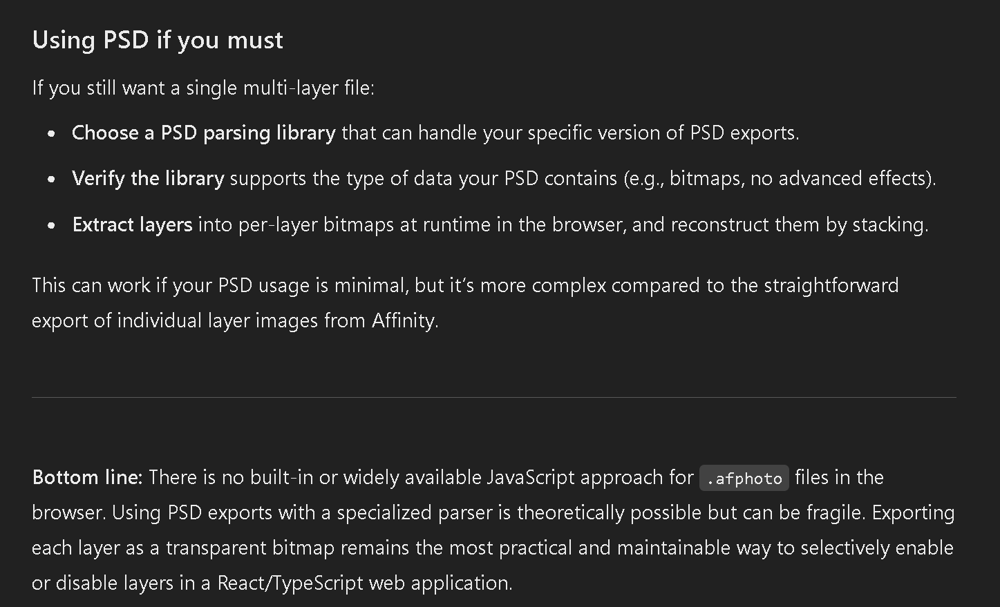 Using PSD if you must
If you still want a single multi-layer file:
• Choose a PSD parsing library that can handle your specific version of PSD exports.
• Verify the library supports the type of data your PSD contains (e.g., bitmaps, no advanced effects).
• Extract layers into per-layer bitmaps at runtime in the browser, and reconstruct them by stacking.
This can work if your PSD usage is minimal, but it’s more complex compared to the straightforward
export of individual layer images from Affinity.
Bottom line: There is no built-in or widely available JavaScript approach for .afphoto files in the
browser. Using PSD exports with a specialized parser is theoretically possible but can be fragile. Exporting
each layer as a transparent bitmap remains the most practical and maintainable way to selectively enable
or disable layers in a React/TypeScript web application.